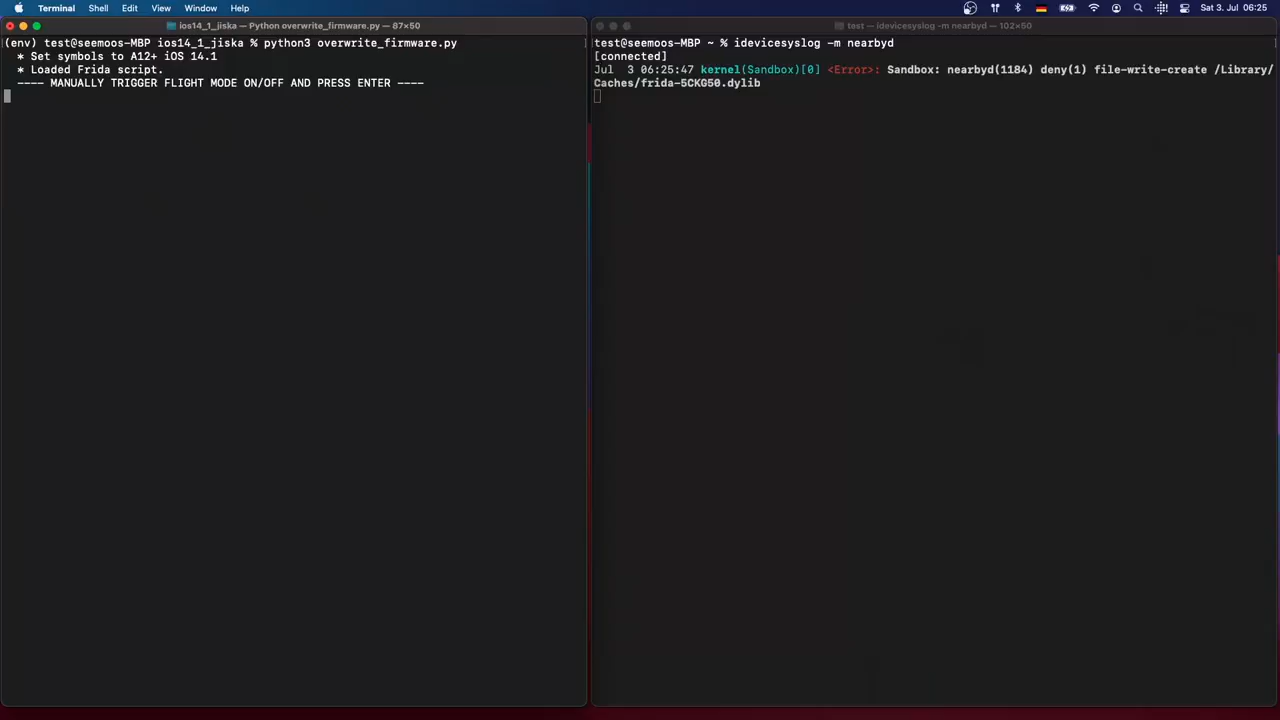 Terminal Shell Edit View Window Help Sat 3. Jul 06:25
ios14_1_jiska — Python overwrite_firmware.py — 87×50
(env) test@seemoos-MBP ios14_1_jiska % python3 overwrite_firmware.py
* Set symbols to A12+ iOS 14.1
* Loaded Frida script.
---- MANUALLY TRIGGER FLIGHT MODE ON/OFF AND PRESS ENTER ----
test — idevicesyslog -m nearbyd — 102×50
test@seemoos-MBP ~ % idevicesyslog -m nearbyd
[connected]
Jul  3 06:25:47 kernel(Sandbox)[0] <Error>: Sandbox: nearbyd(1184) deny(1) file-write-create /Library/
Caches/frida-5CKG50.dylib